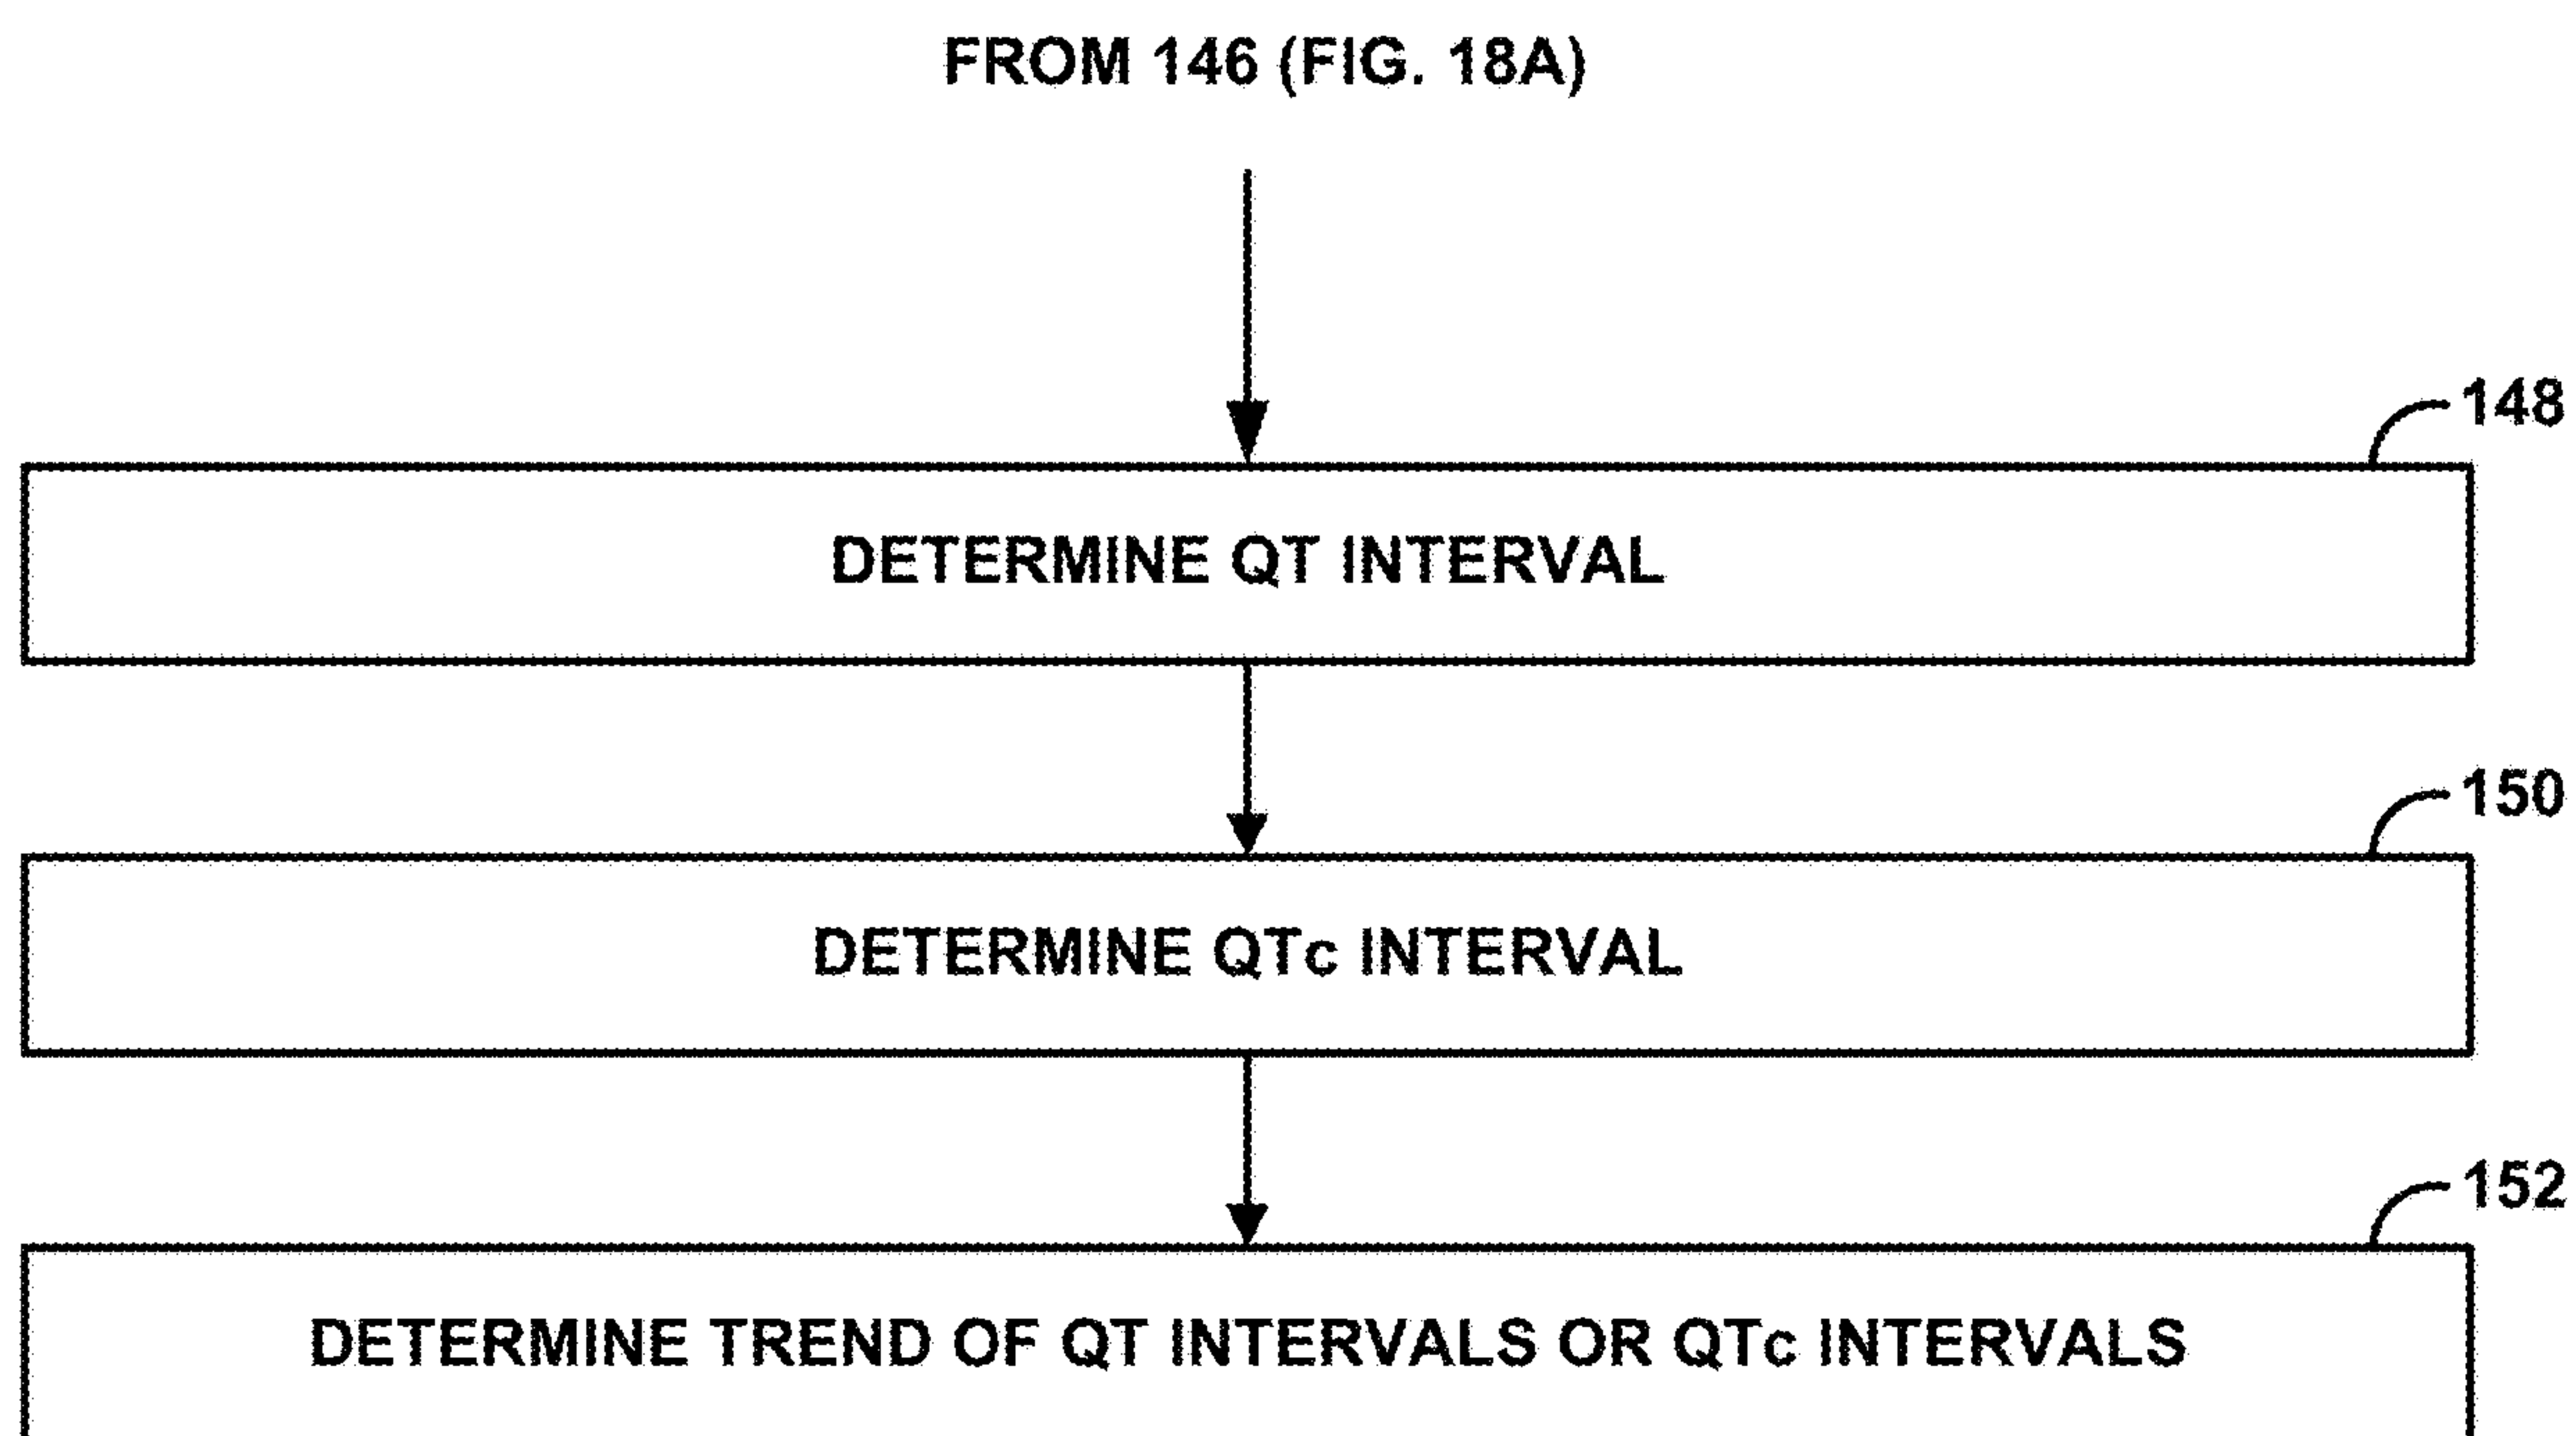 FROM 146 (FIG. 18A)
148
DETERMINE QT INTERVAL
150
DETERMINE QTc INTERVAL
152
DETERMINE TREND OF QT INTERVALS OR QTc INTERVALS